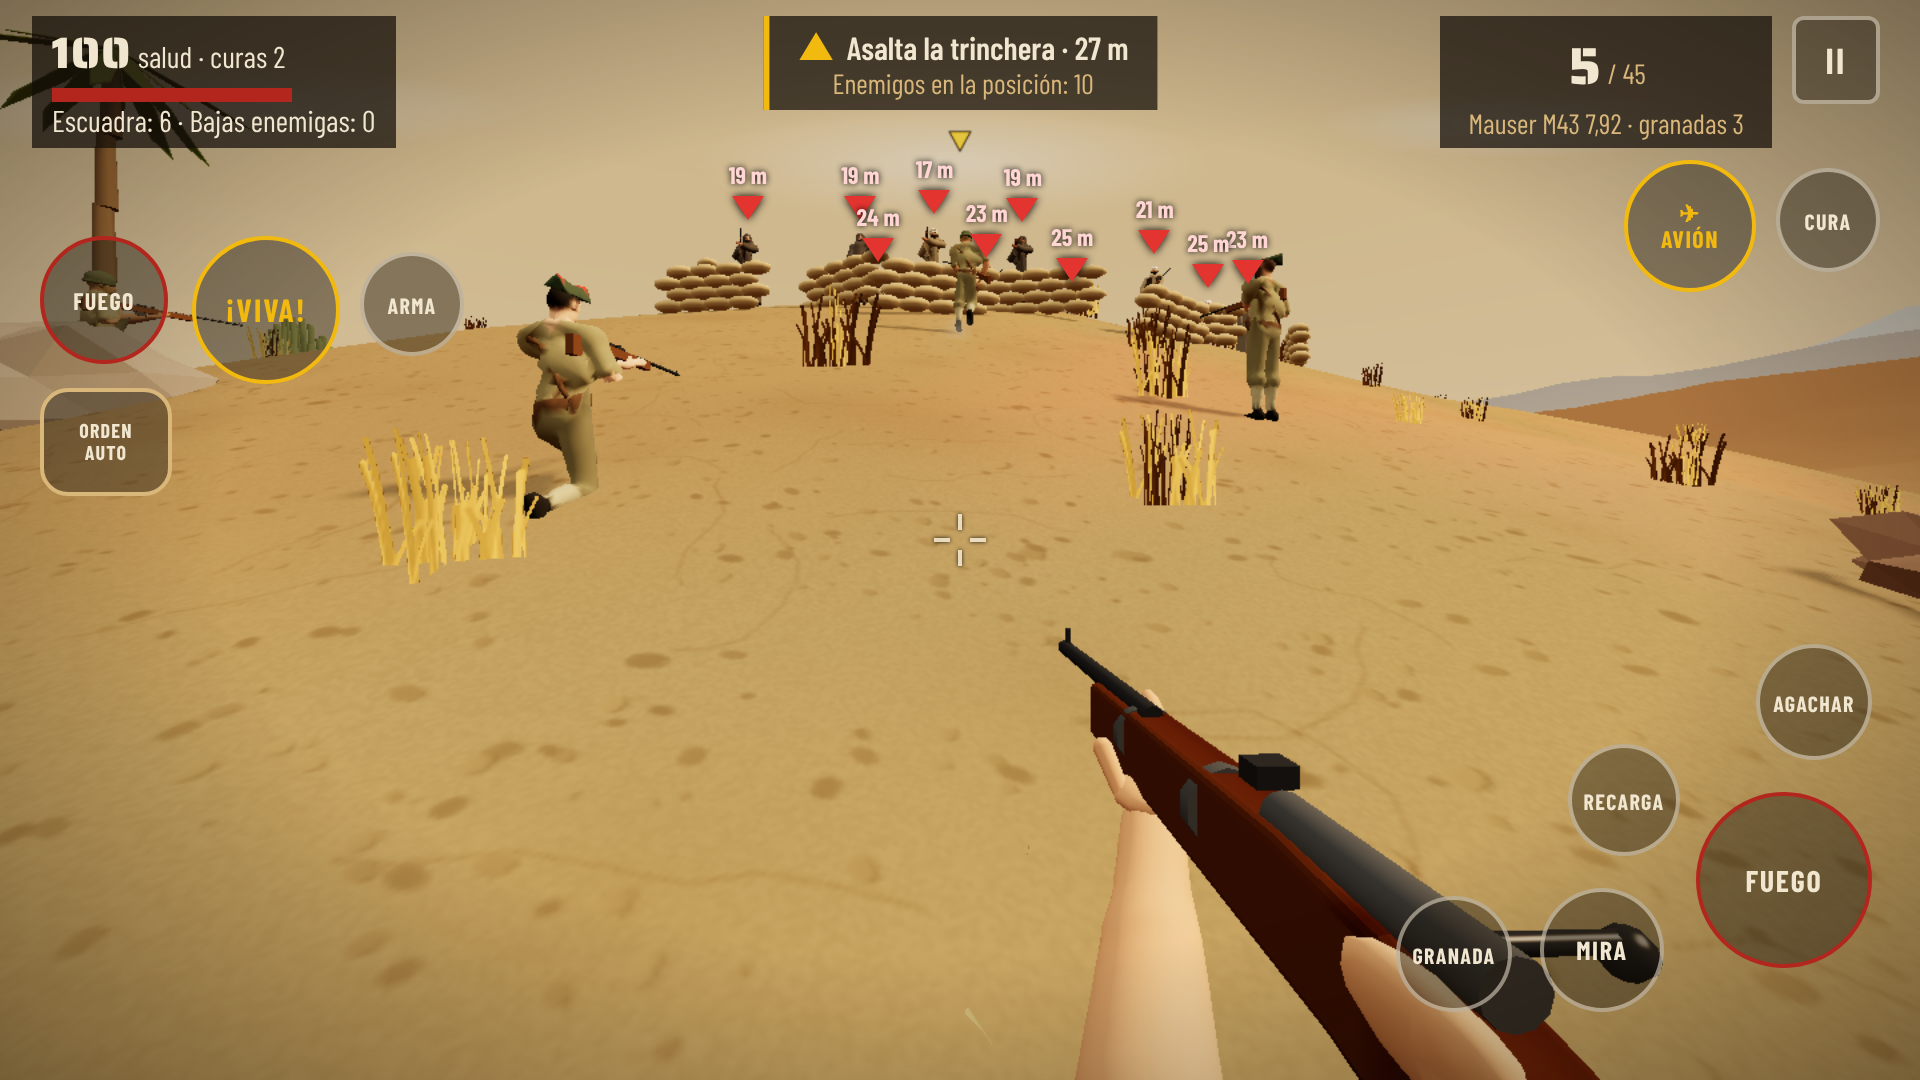 100 salud · curas 2
Escuadra: 6 · Bajas enemigas: 0
Asalta la trinchera · 27 m
Enemigos en la posición: 10
5 / 45
Mauser M43 7,92 · granadas 3
19 m
19 m
17 m
19 m
24 m
23 m
25 m
21 m
25 m
23 m
AVIÓN
CURA
FUEGO
¡VIVA!
ARMA
ORDEN
AUTO
AGACHAR
RECARGA
FUEGO
GRANADA
MIRA